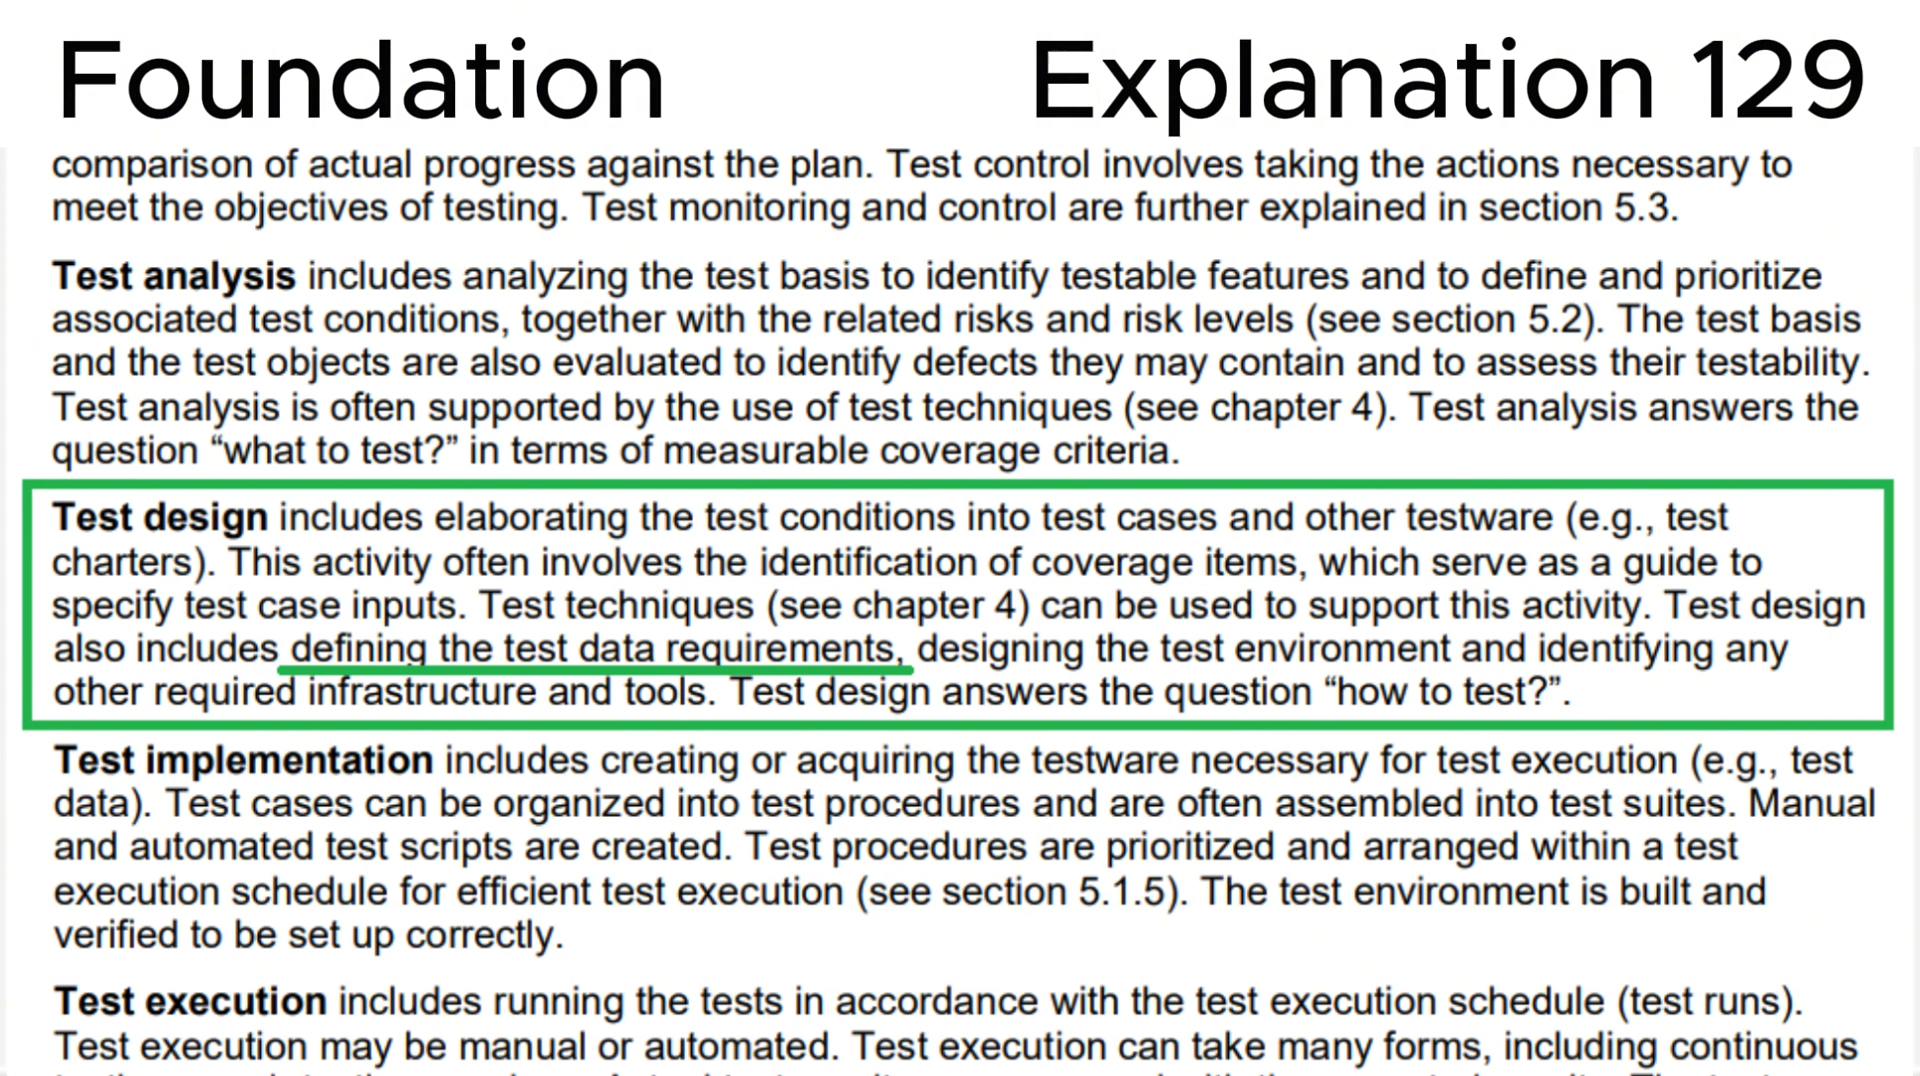 Foundation Explanation 129
comparison of actual progress against the plan. Test control involves taking the actions necessary to
meet the objectives of testing. Test monitoring and control are further explained in section 5.3.
Test analysis includes analyzing the test basis to identify testable features and to define and prioritize
associated test conditions, together with the related risks and risk levels (see section 5.2). The test basis
and the test objects are also evaluated to identify defects they may contain and to assess their testability.
Test analysis is often supported by the use of test techniques (see chapter 4). Test analysis answers the
question “what to test?” in terms of measurable coverage criteria.
Test design includes elaborating the test conditions into test cases and other testware (e.g., test
charters). This activity often involves the identification of coverage items, which serve as a guide to
specify test case inputs. Test techniques (see chapter 4) can be used to support this activity. Test design
also includes defining the test data requirements, designing the test environment and identifying any
other required infrastructure and tools. Test design answers the question “how to test?”.
Test implementation includes creating or acquiring the testware necessary for test execution (e.g., test
data). Test cases can be organized into test procedures and are often assembled into test suites. Manual
and automated test scripts are created. Test procedures are prioritized and arranged within a test
execution schedule for efficient test execution (see section 5.1.5). The test environment is built and
verified to be set up correctly.
Test execution includes running the tests in accordance with the test execution schedule (test runs).
Test execution may be manual or automated. Test execution can take many forms, including continuous